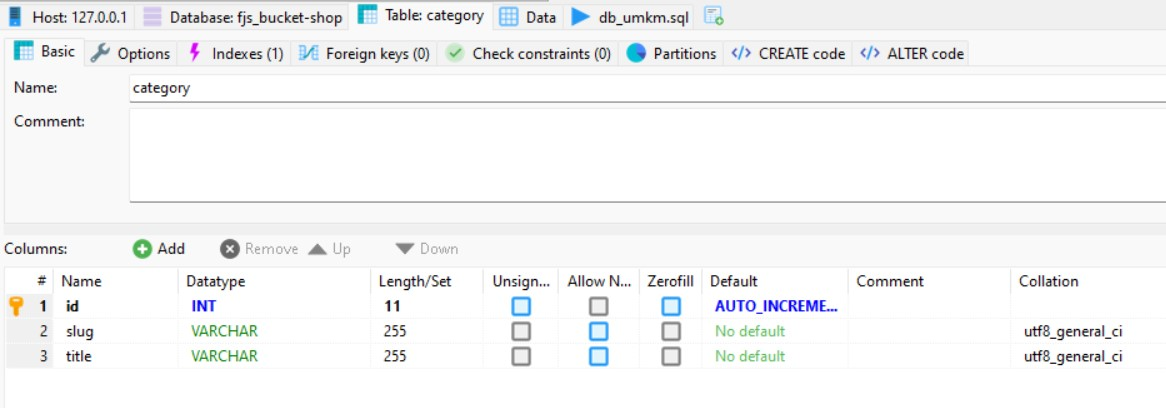 Host: 127.0.0.1 Database: fjs_bucket-shop Table: category Data db_umkm.sql
Basic Options Indexes (1) Foreign keys (0) Check constraints (0) Partitions </> CREATE code </> ALTER code
Name: category
Comment:
Columns: Add Remove Up Down
# Name Datatype Length/Set Unsign... Allow N... Zerofill Default Comment Collation
1 id INT 11 AUTO_INCREME...
2 slug VARCHAR 255 No default utf8_general_ci
3 title VARCHAR 255 No default utf8_general_ci